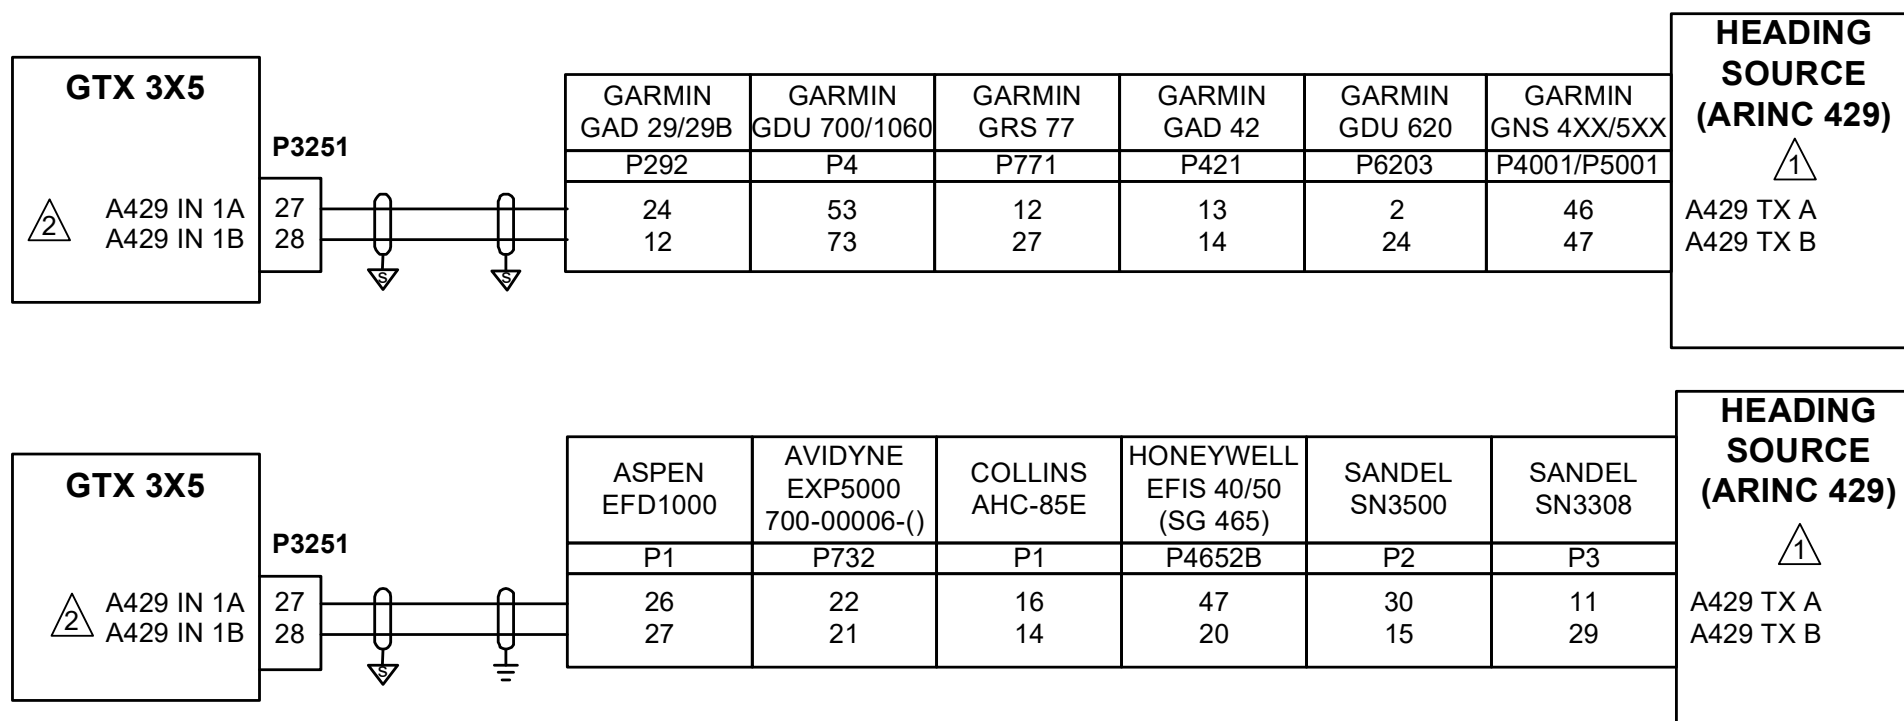 HEADING
SOURCE
(ARINC 429)
1
GTX 3X5
P3251
GARMIN GARMIN GARMIN GARMIN GARMIN GARMIN
GAD 29/29B GDU 700/1060 GRS 77 GAD 42 GDU 620 GNS 4XX/5XX
P292 P4 P771 P421 P6203 P4001/P5001
2 A429 IN 1A 27 24 53 12 13 2 46 A429 TX A
A429 IN 1B 28 12 73 27 14 24 47 A429 TX B
S S
HEADING
SOURCE
(ARINC 429)
1
GTX 3X5
P3251
ASPEN
EFD1000
AVIDYNE
EXP5000
700-00006-()
COLLINS
AHC-85E
HONEYWELL
EFIS 40/50
(SG 465)
SANDEL
SN3500
SANDEL
SN3308
P1 P732 P1 P4652B P2 P3
2 A429 IN 1A 27 26 22 16 47 30 11 A429 TX A
A429 IN 1B 28 27 21 14 20 15 29 A429 TX B
S